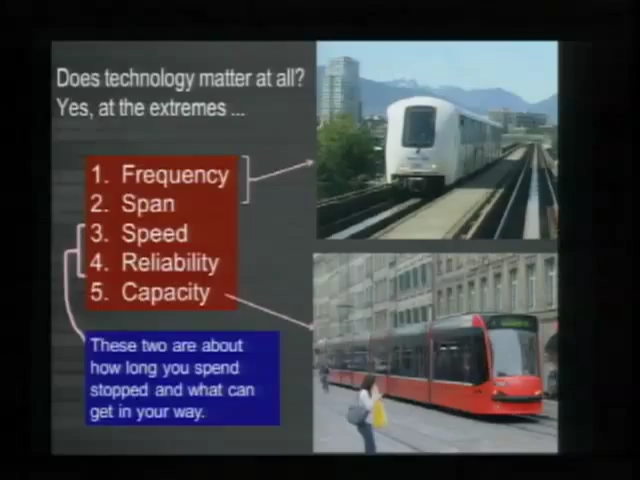 Does technology matter at all?
Yes, at the extremes ...
1. Frequency
2. Span
3. Speed
4. Reliability
5. Capacity
These two are about
how long you spend
stopped and what can
get in your way.